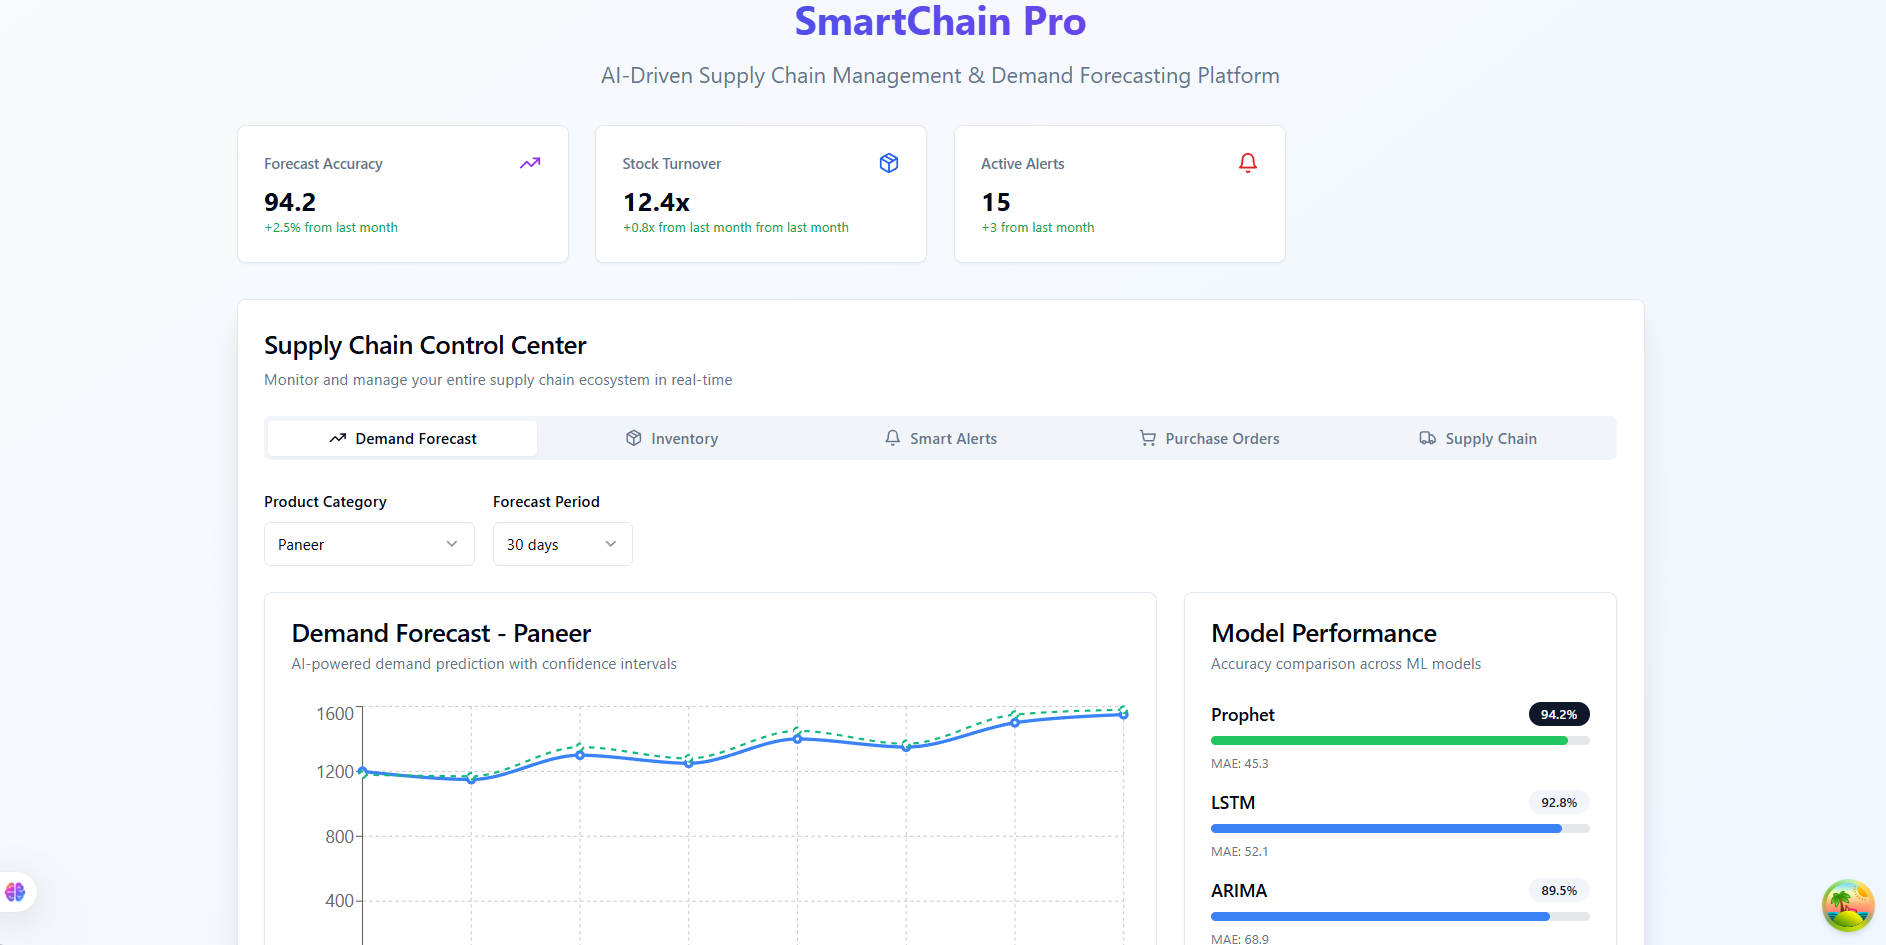 SmartChain Pro
AI-Driven Supply Chain Management & Demand Forecasting Platform
Forecast Accuracy
94.2
+2.5% from last month
Stock Turnover
12.4x
+0.8x from last month from last month
Active Alerts
15
+3 from last month
Supply Chain Control Center
Monitor and manage your entire supply chain ecosystem in real-time
Demand Forecast
Inventory
Smart Alerts
Purchase Orders
Supply Chain
Product Category
Forecast Period
Paneer
30 days
Demand Forecast - Paneer
AI-powered demand prediction with confidence intervals
1600
1200
800
400
Model Performance
Accuracy comparison across ML models
Prophet
94.2%
MAE: 45.3
LSTM
92.8%
MAE: 52.1
ARIMA
89.5%
MAE: 68.9